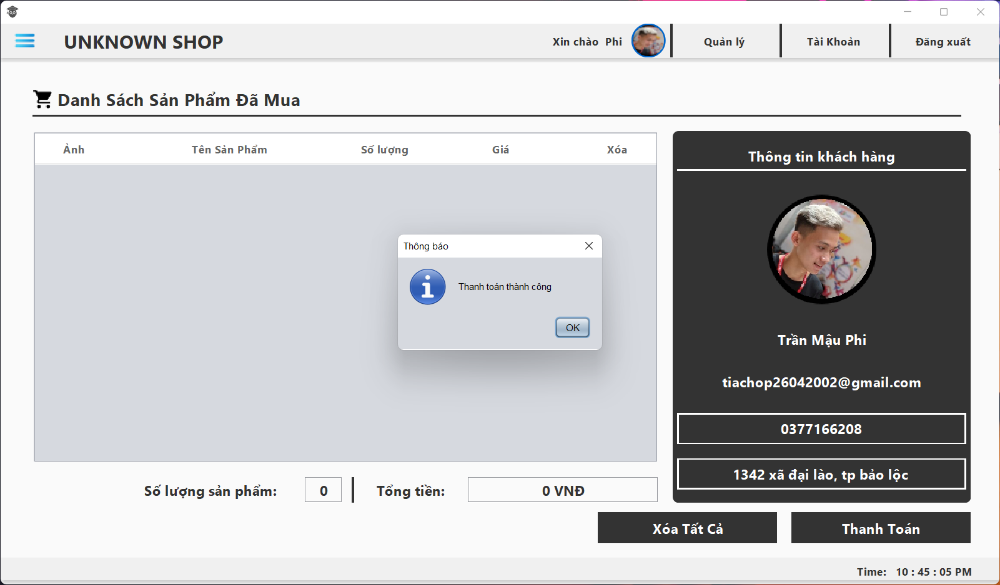 UNKNOWN SHOP
Xin chào Phi
Quản lý
Tài Khoản
Đăng xuất
Danh Sách Sản Phẩm Đã Mua
Ảnh Tên Sản Phẩm Số lượng Giá Xóa
Thông báo
Thanh toán thành công
OK
Số lượng sản phẩm: 0 Tổng tiền: 0 VNĐ
Thông tin khách hàng
Trần Mậu Phi
tiachop26042002@gmail.com
0377166208
1342 xã đại lào, tp bảo lộc
Xóa Tất Cả
Thanh Toán
Time: 10 : 45 : 05 PM